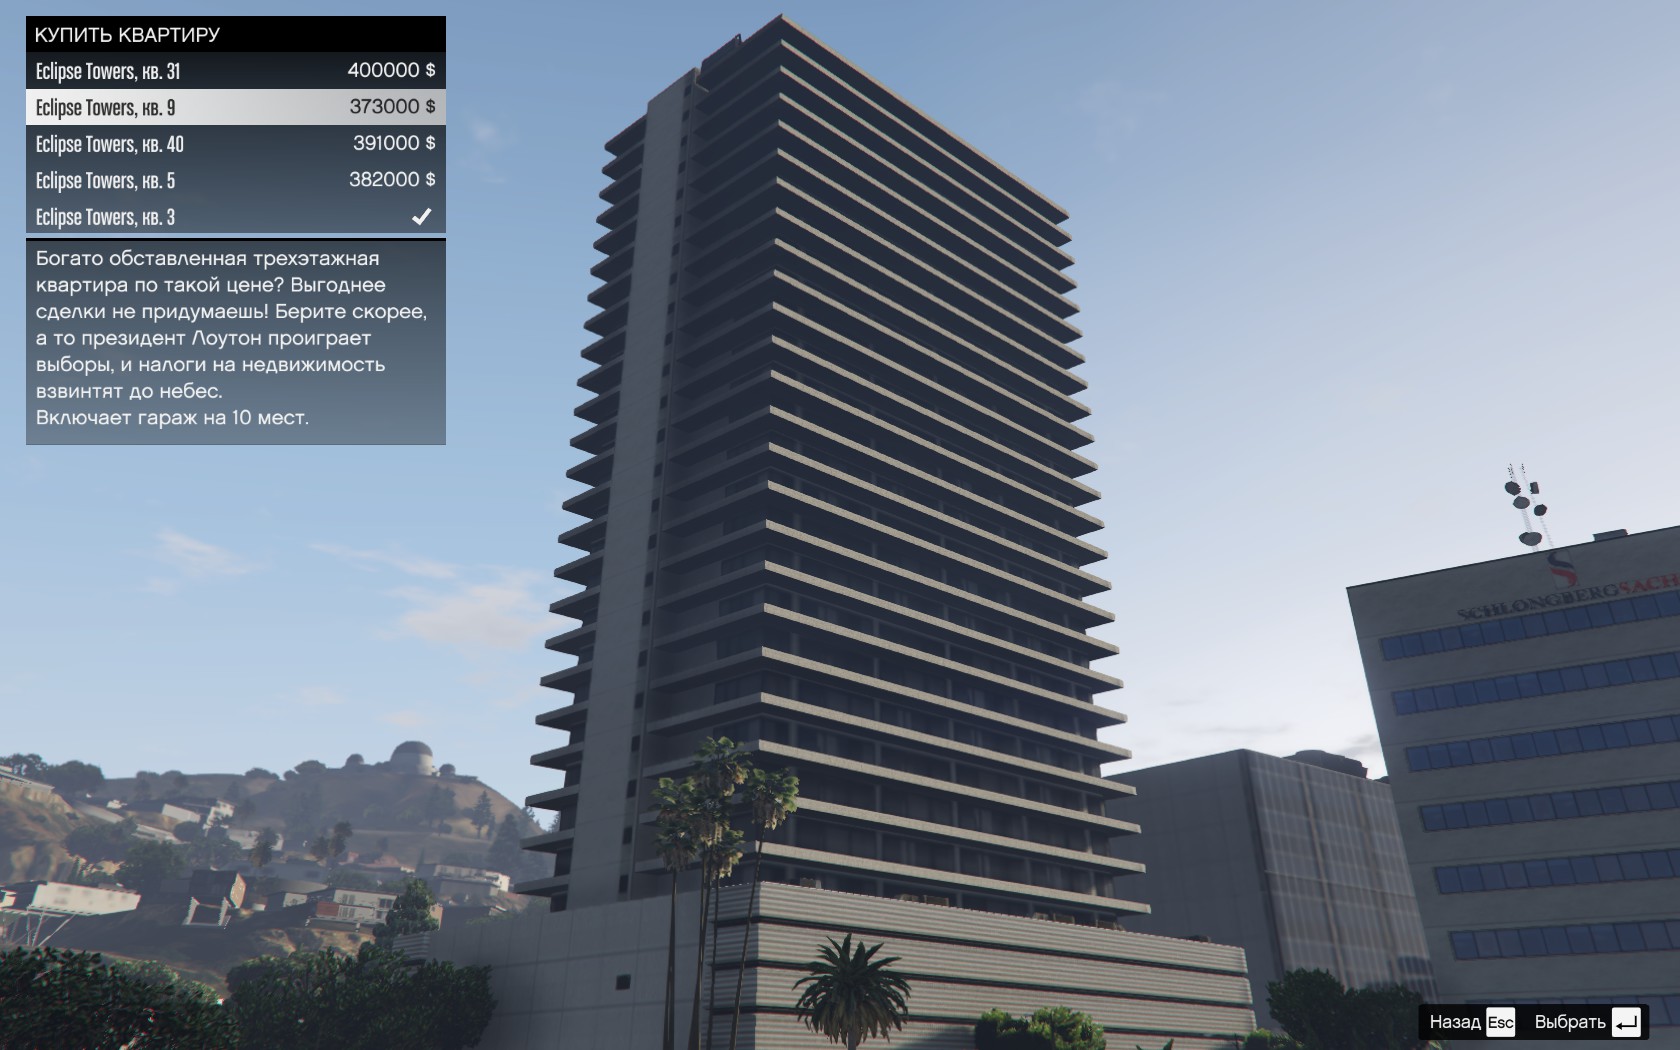 КУПИТЬ КВАРТИРУ
Eclipse Towers, кв. 31 400000 $
Eclipse Towers, кв. 9 373000 $
Eclipse Towers, кв. 40 391000 $
Eclipse Towers, кв. 5 382000 $
Eclipse Towers, кв. 3
Богато обставленная трехэтажная
квартира по такой цене? Выгоднее
сделки не придумаешь! Берите скорее,
а то президент Лоутон проиграет
выборы, и налоги на недвижимость
взвинтят до небес.
Включает гараж на 10 мест.
SCHLONGBERGSACH
Назад Esc Выбрать